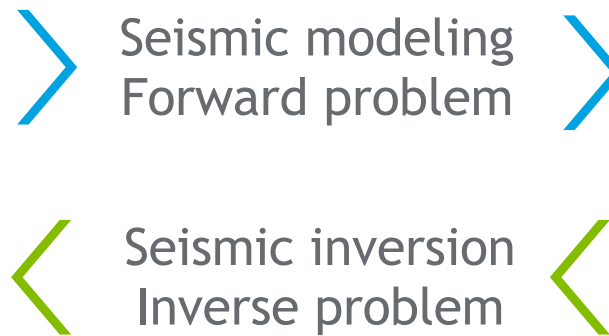 Seismic modeling
Forward problem
Seismic inversion
Inverse problem